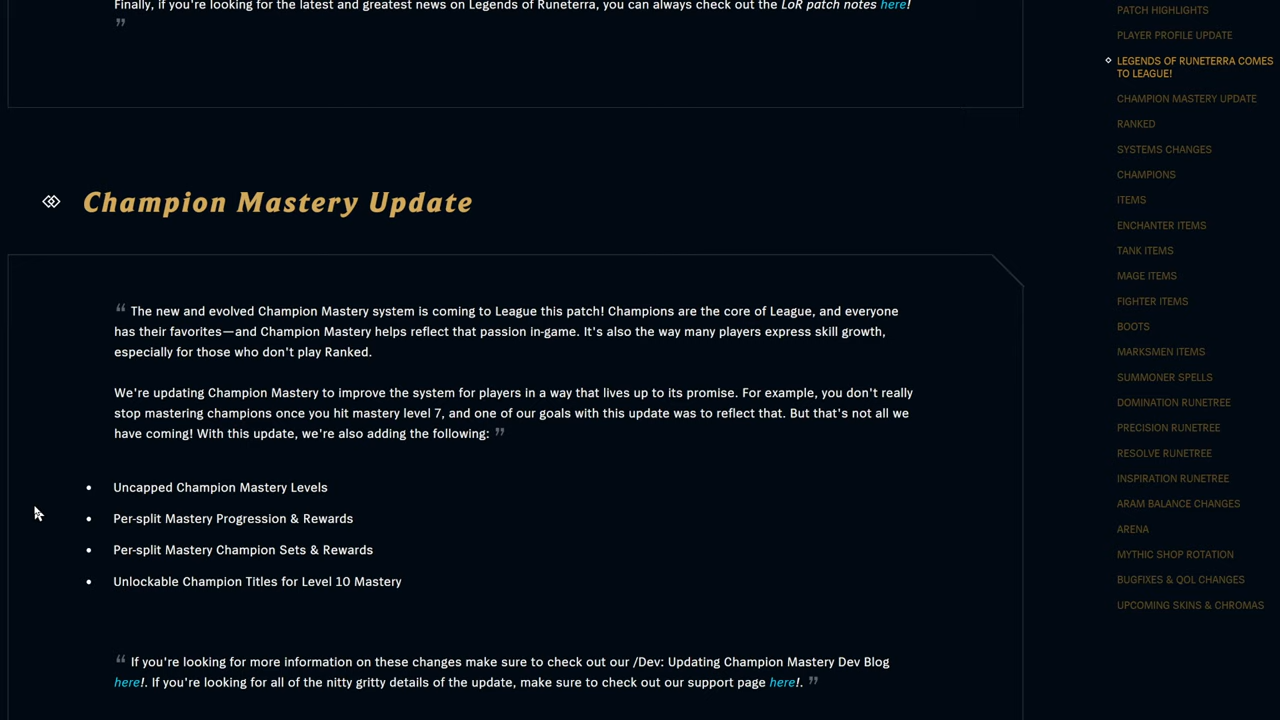 Finally, if you're looking for the latest and greatest news on Legends of Runeterra, you can always check out the LoR patch notes here!
”
Champion Mastery Update
“ The new and evolved Champion Mastery system is coming to League this patch! Champions are the core of League, and everyone
has their favorites—and Champion Mastery helps reflect that passion in-game. It's also the way many players express skill growth,
especially for those who don't play Ranked.
We're updating Champion Mastery to improve the system for players in a way that lives up to its promise. For example, you don't really
stop mastering champions once you hit mastery level 7, and one of our goals with this update was to reflect that. But that's not all we
have coming! With this update, we're also adding the following: ”
• Uncapped Champion Mastery Levels
• Per-split Mastery Progression & Rewards
• Per-split Mastery Champion Sets & Rewards
• Unlockable Champion Titles for Level 10 Mastery
“ If you're looking for more information on these changes make sure to check out our /Dev: Updating Champion Mastery Dev Blog
here!. If you're looking for all of the nitty gritty details of the update, make sure to check out our support page here!. ”
PATCH HIGHLIGHTS
PLAYER PROFILE UPDATE
LEGENDS OF RUNETERRA COMES
TO LEAGUE!
CHAMPION MASTERY UPDATE
RANKED
SYSTEMS CHANGES
CHAMPIONS
ITEMS
ENCHANTER ITEMS
TANK ITEMS
MAGE ITEMS
FIGHTER ITEMS
BOOTS
MARKSMEN ITEMS
SUMMONER SPELLS
DOMINATION RUNETREE
PRECISION RUNETREE
RESOLVE RUNETREE
INSPIRATION RUNETREE
ARAM BALANCE CHANGES
ARENA
MYTHIC SHOP ROTATION
BUGFIXES & QOL CHANGES
UPCOMING SKINS & CHROMAS